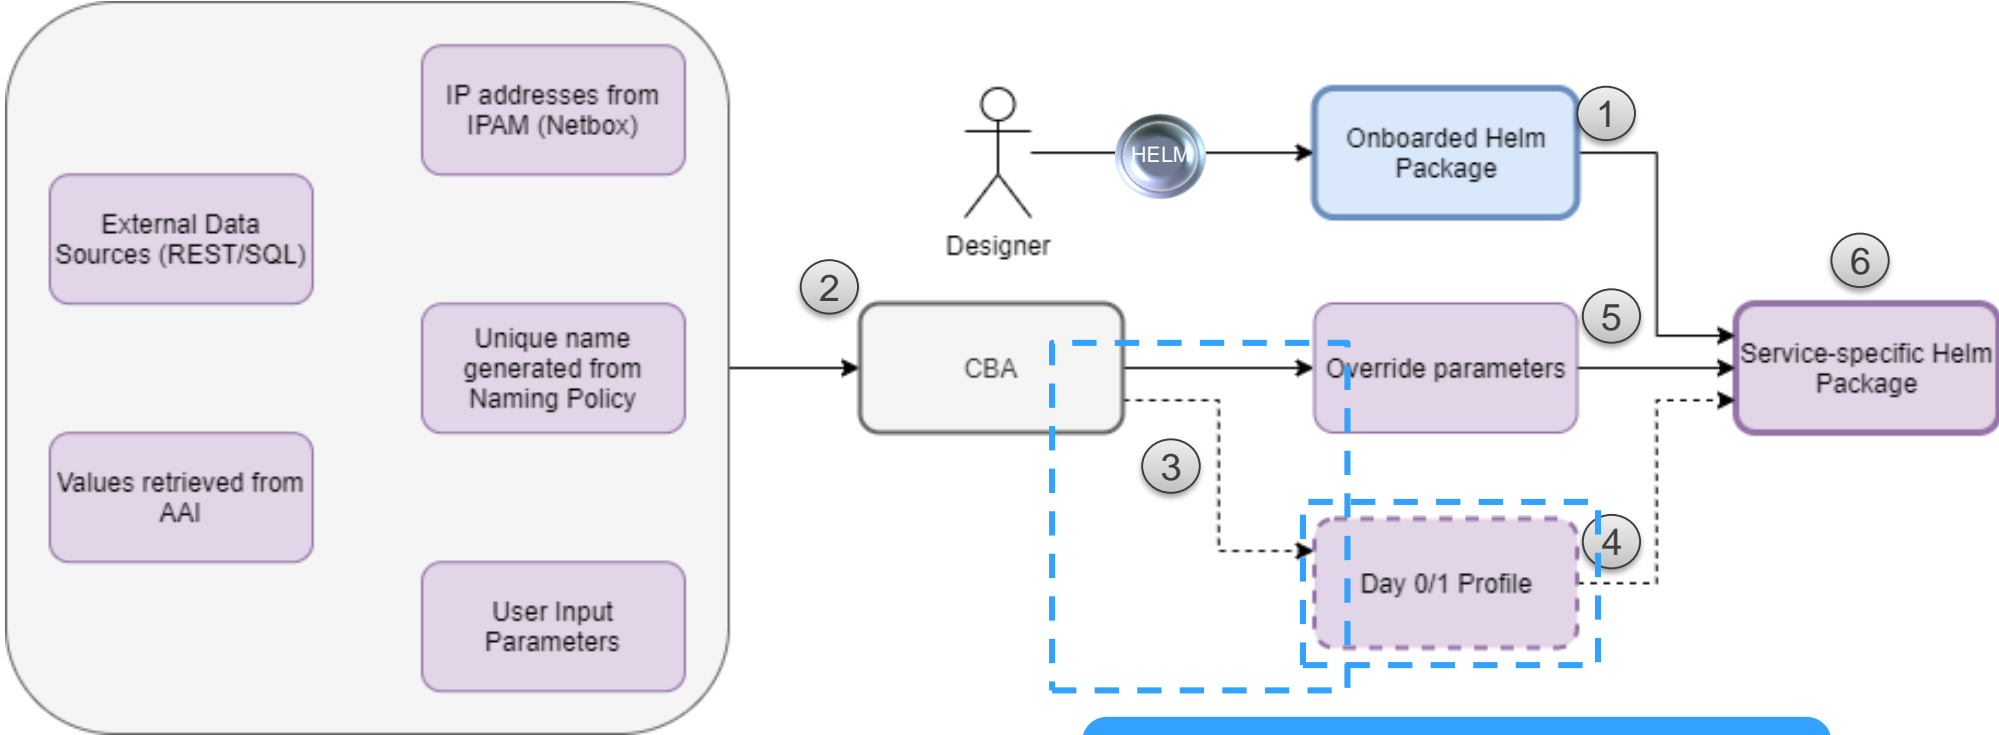 IP addresses from
IPAM (Netbox)
External Data
Sources (REST/SQL)
Unique name
generated from
Naming Policy
Values retrieved from
AAI
User Input
Parameters
Designer
HELM
Onboarded Helm
Package
1
2
CBA
3
Override parameters
5
Day 0/1 Profile
4
6
Service-specific Helm
Package